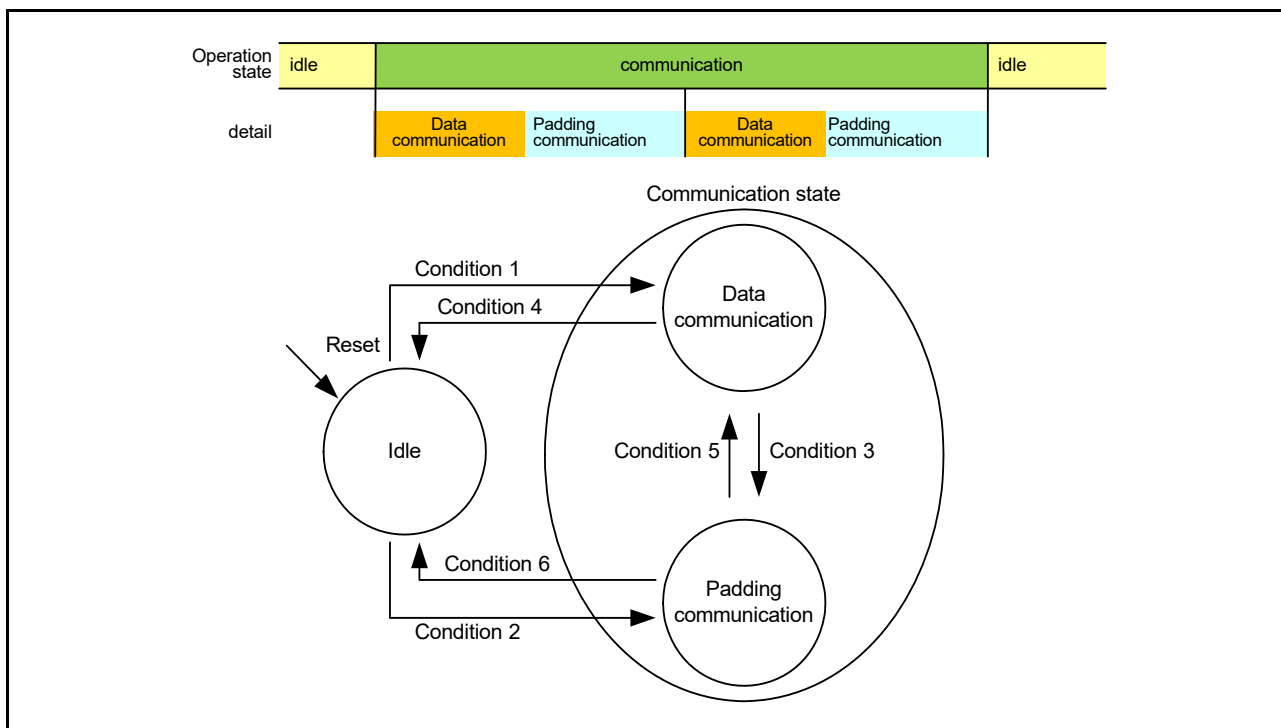 Operation
state
idle
communication
idle
detail
Data
communication
Padding
communication
Data
communication
Padding
communication
Communication state
Condition 1
Data
communication
Condition 4
Reset
Idle
Condition 5
Condition 3
Condition 6
Padding
communication
Condition 2